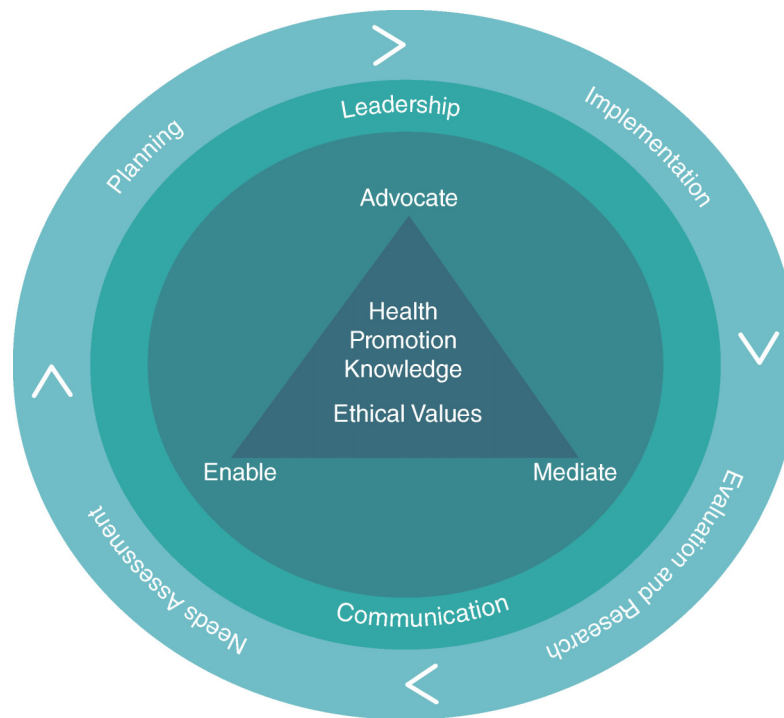 Planning
Implementation
Leadership
Advocate
Health
Promotion
Knowledge
Ethical Values
Enable
Mediate
Needs Assessment
Evaluation and Research
Communication